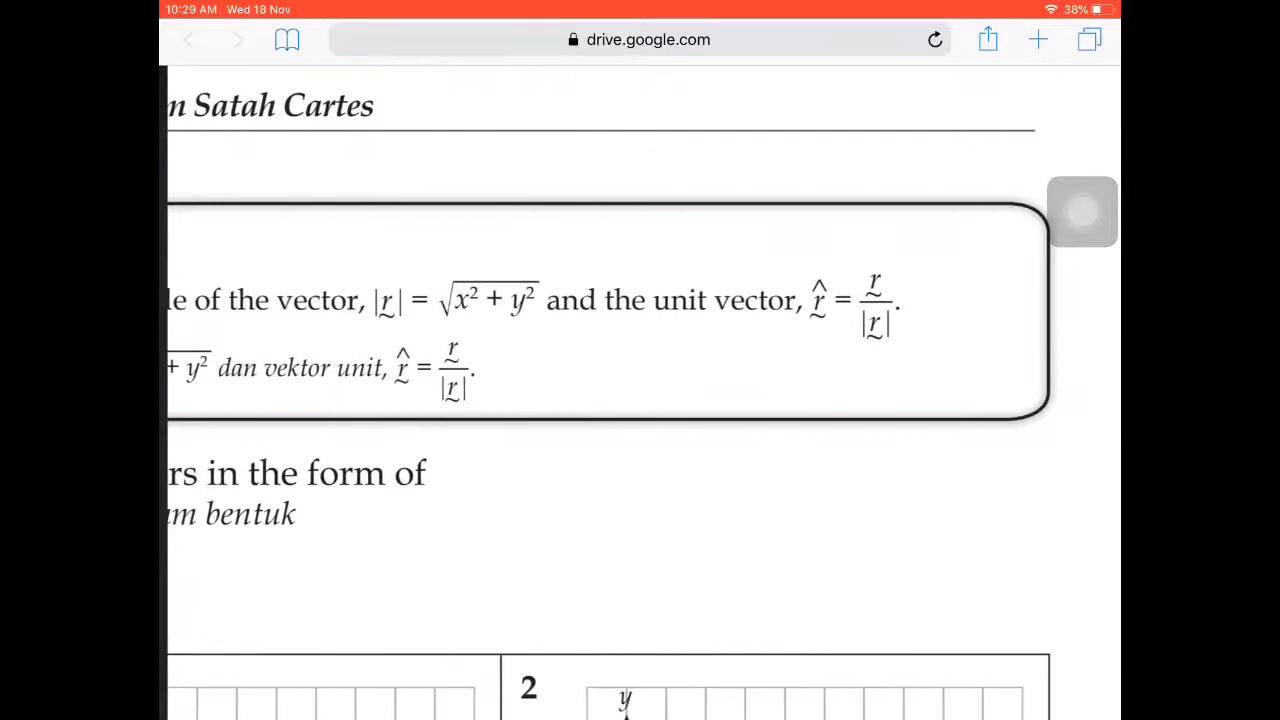 10:29 AM Wed 18 Nov
38%
drive.google.com
n Satah Cartes
le of the vector, |r̰| = √(x² + y²) and the unit vector, r̰̂ = r̰/|r̰|.
+ y² dan vektor unit, r̰̂ = r̰/|r̰|.
rs in the form of
m bentuk
2
y